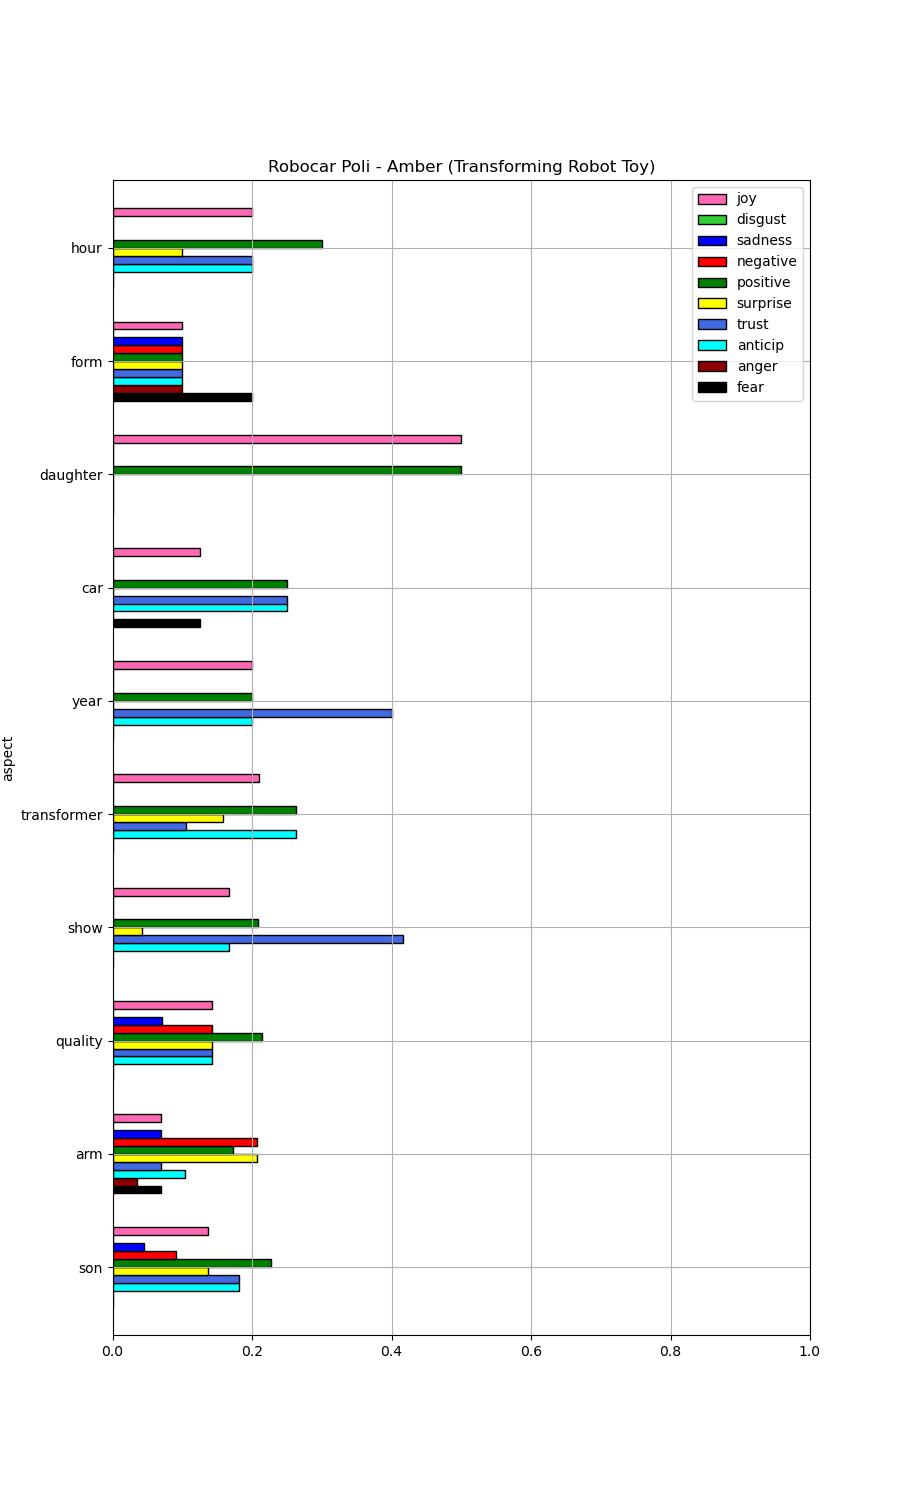 Robocar Poli - Amber (Transforming Robot Toy)
joy
disgust
sadness
negative
positive
surprise
trust
anticip
anger
fear
hour
form
daughter
car
year
transformer
show
quality
arm
son
aspect
0.0 0.2 0.4 0.6 0.8 1.0